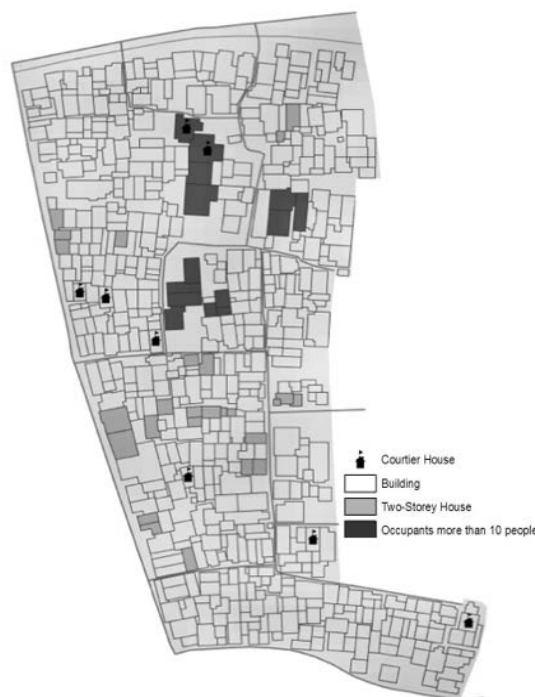 Courtier House
Building
Two-Storey House
Occupants more than 10 people